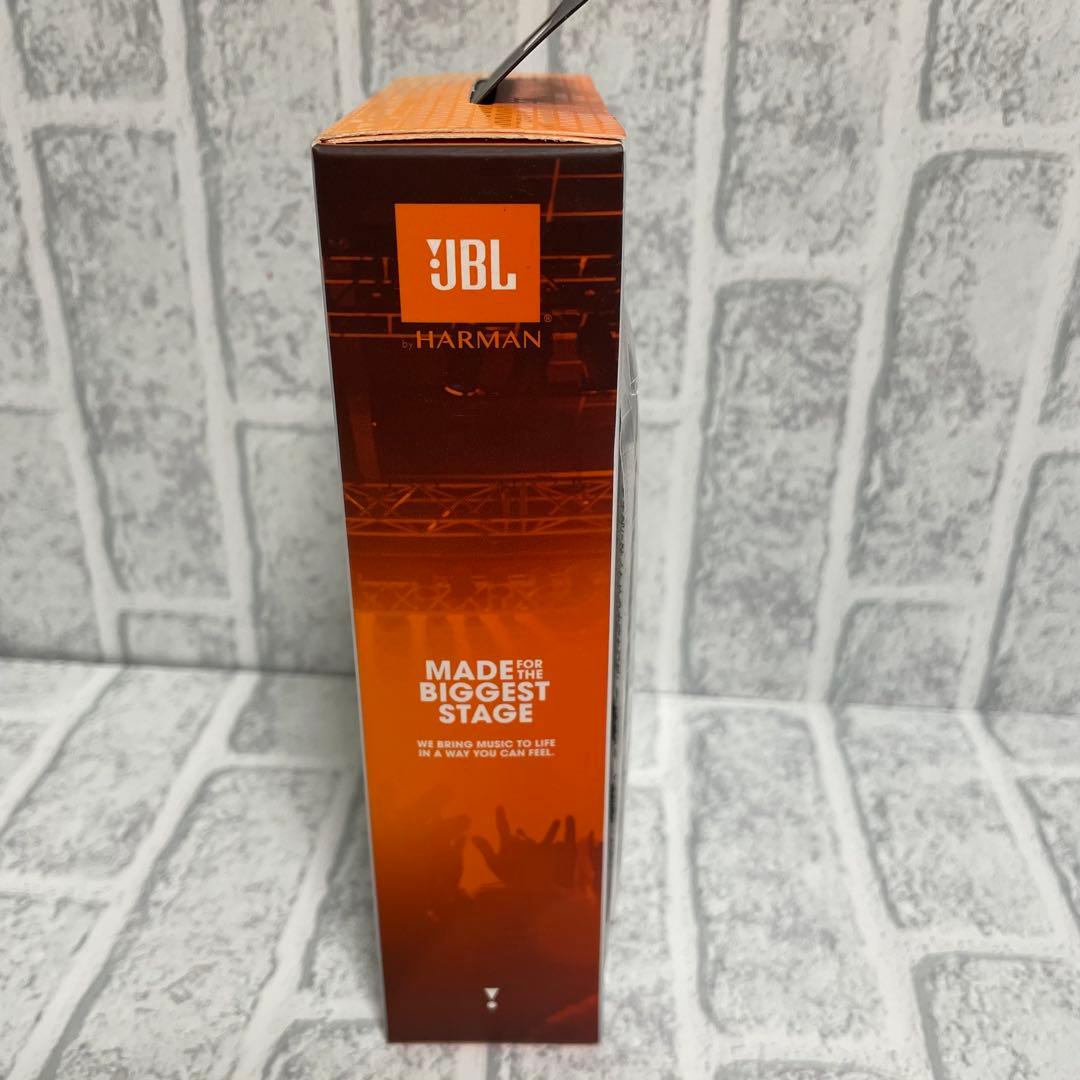 JBL
®
by HARMAN
MADE FOR THE
BIGGEST
STAGE
WE BRING MUSIC TO LIFE
IN A WAY YOU CAN FEEL.